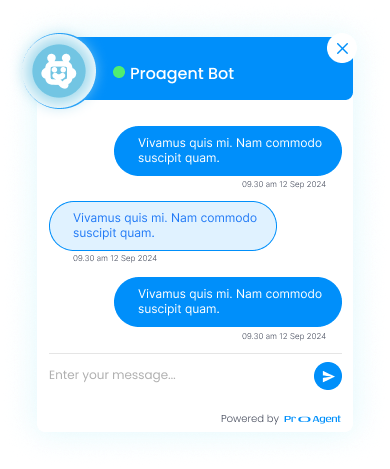 Proagent Bot
Vivamus quis mi. Nam commodo
suscipit quam.
09.30 am 12 Sep 2024
Vivamus quis mi. Nam commodo
suscipit quam.
09.30 am 12 Sep 2024
Vivamus quis mi. Nam commodo
suscipit quam.
09.30 am 12 Sep 2024
Enter your message...
Powered by Pr Agent